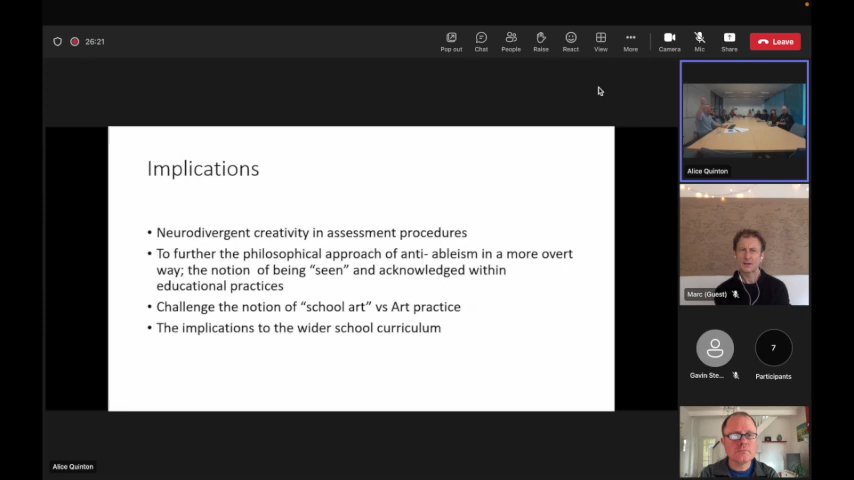 26:21
Pop out
Chat
People
Raise
React
View
More
Camera
Mic
Share
Leave
Implications
• Neurodivergent creativity in assessment procedures
• To further the philosophical approach of anti- ableism in a more overt
way; the notion of being “seen” and acknowledged within
educational practices
• Challenge the notion of “school art” vs Art practice
• The implications to the wider school curriculum
Alice Quinton
Marc (Guest)
Gavin Ste...
7
Participants
Alice Quinton